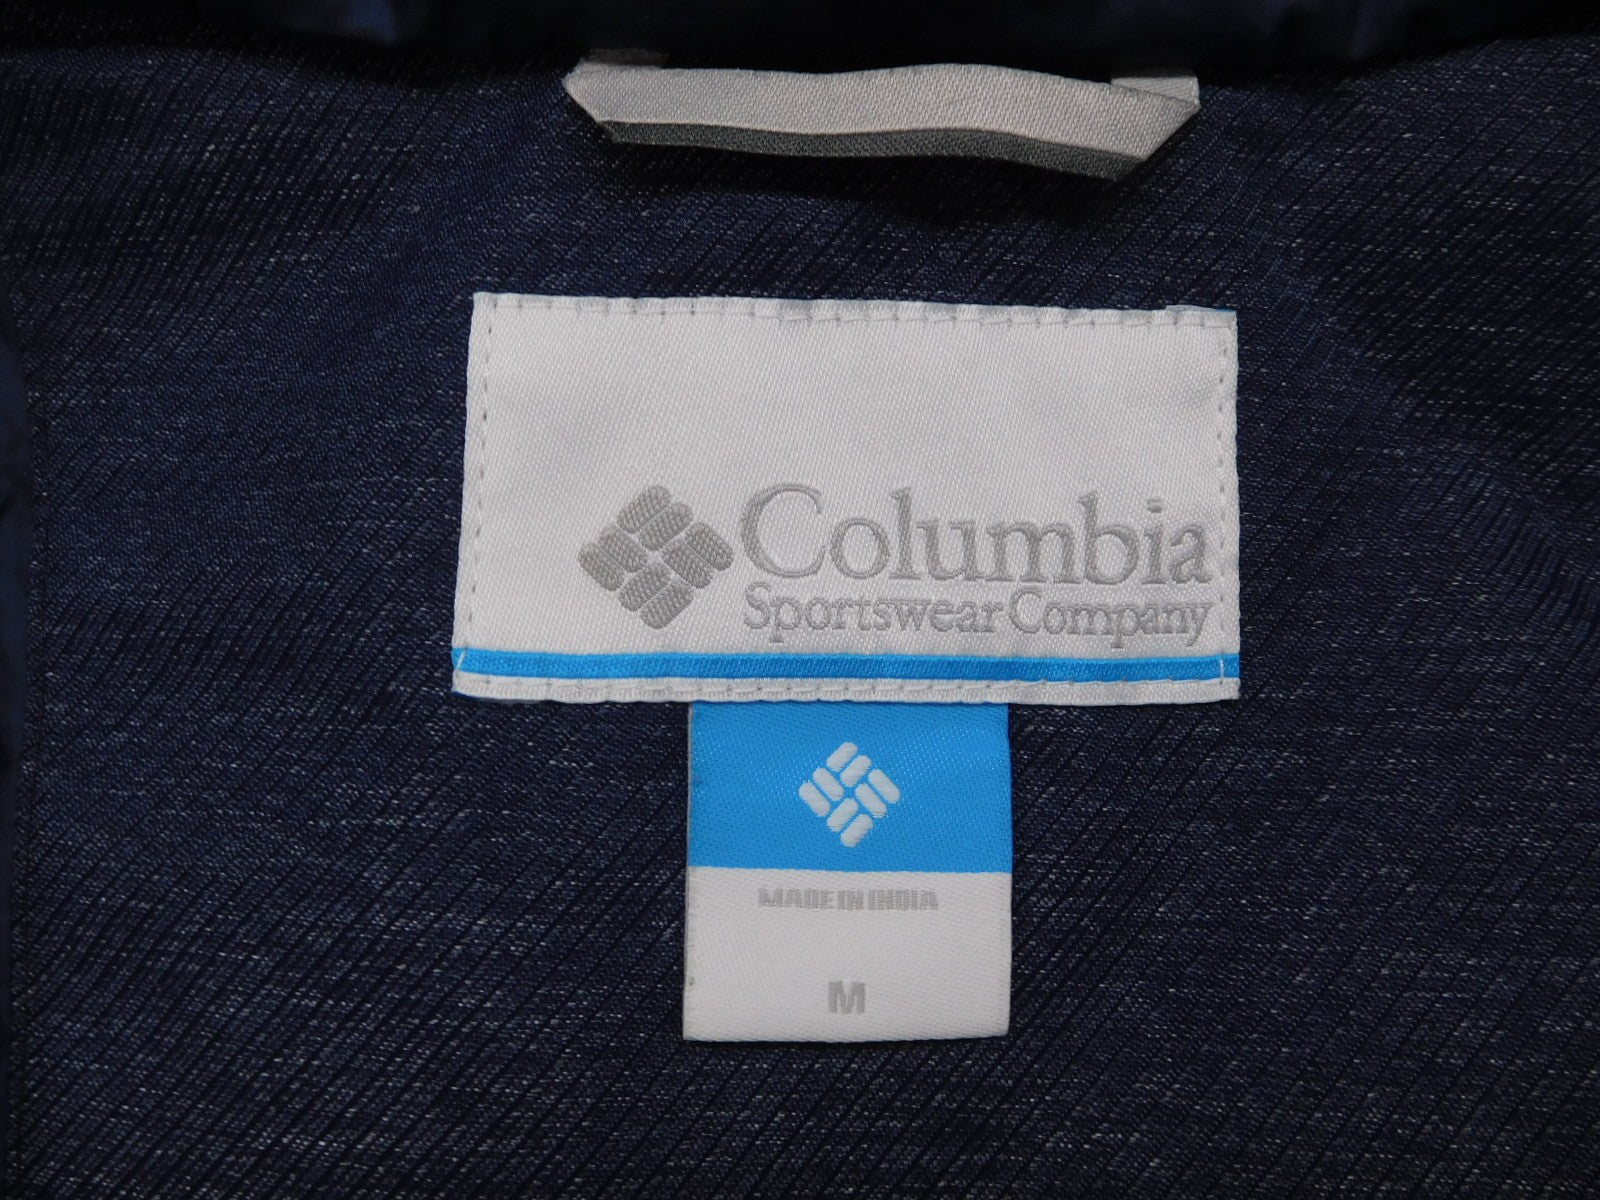 Columbia
Sportswear Company
MADE IN INDIA
M